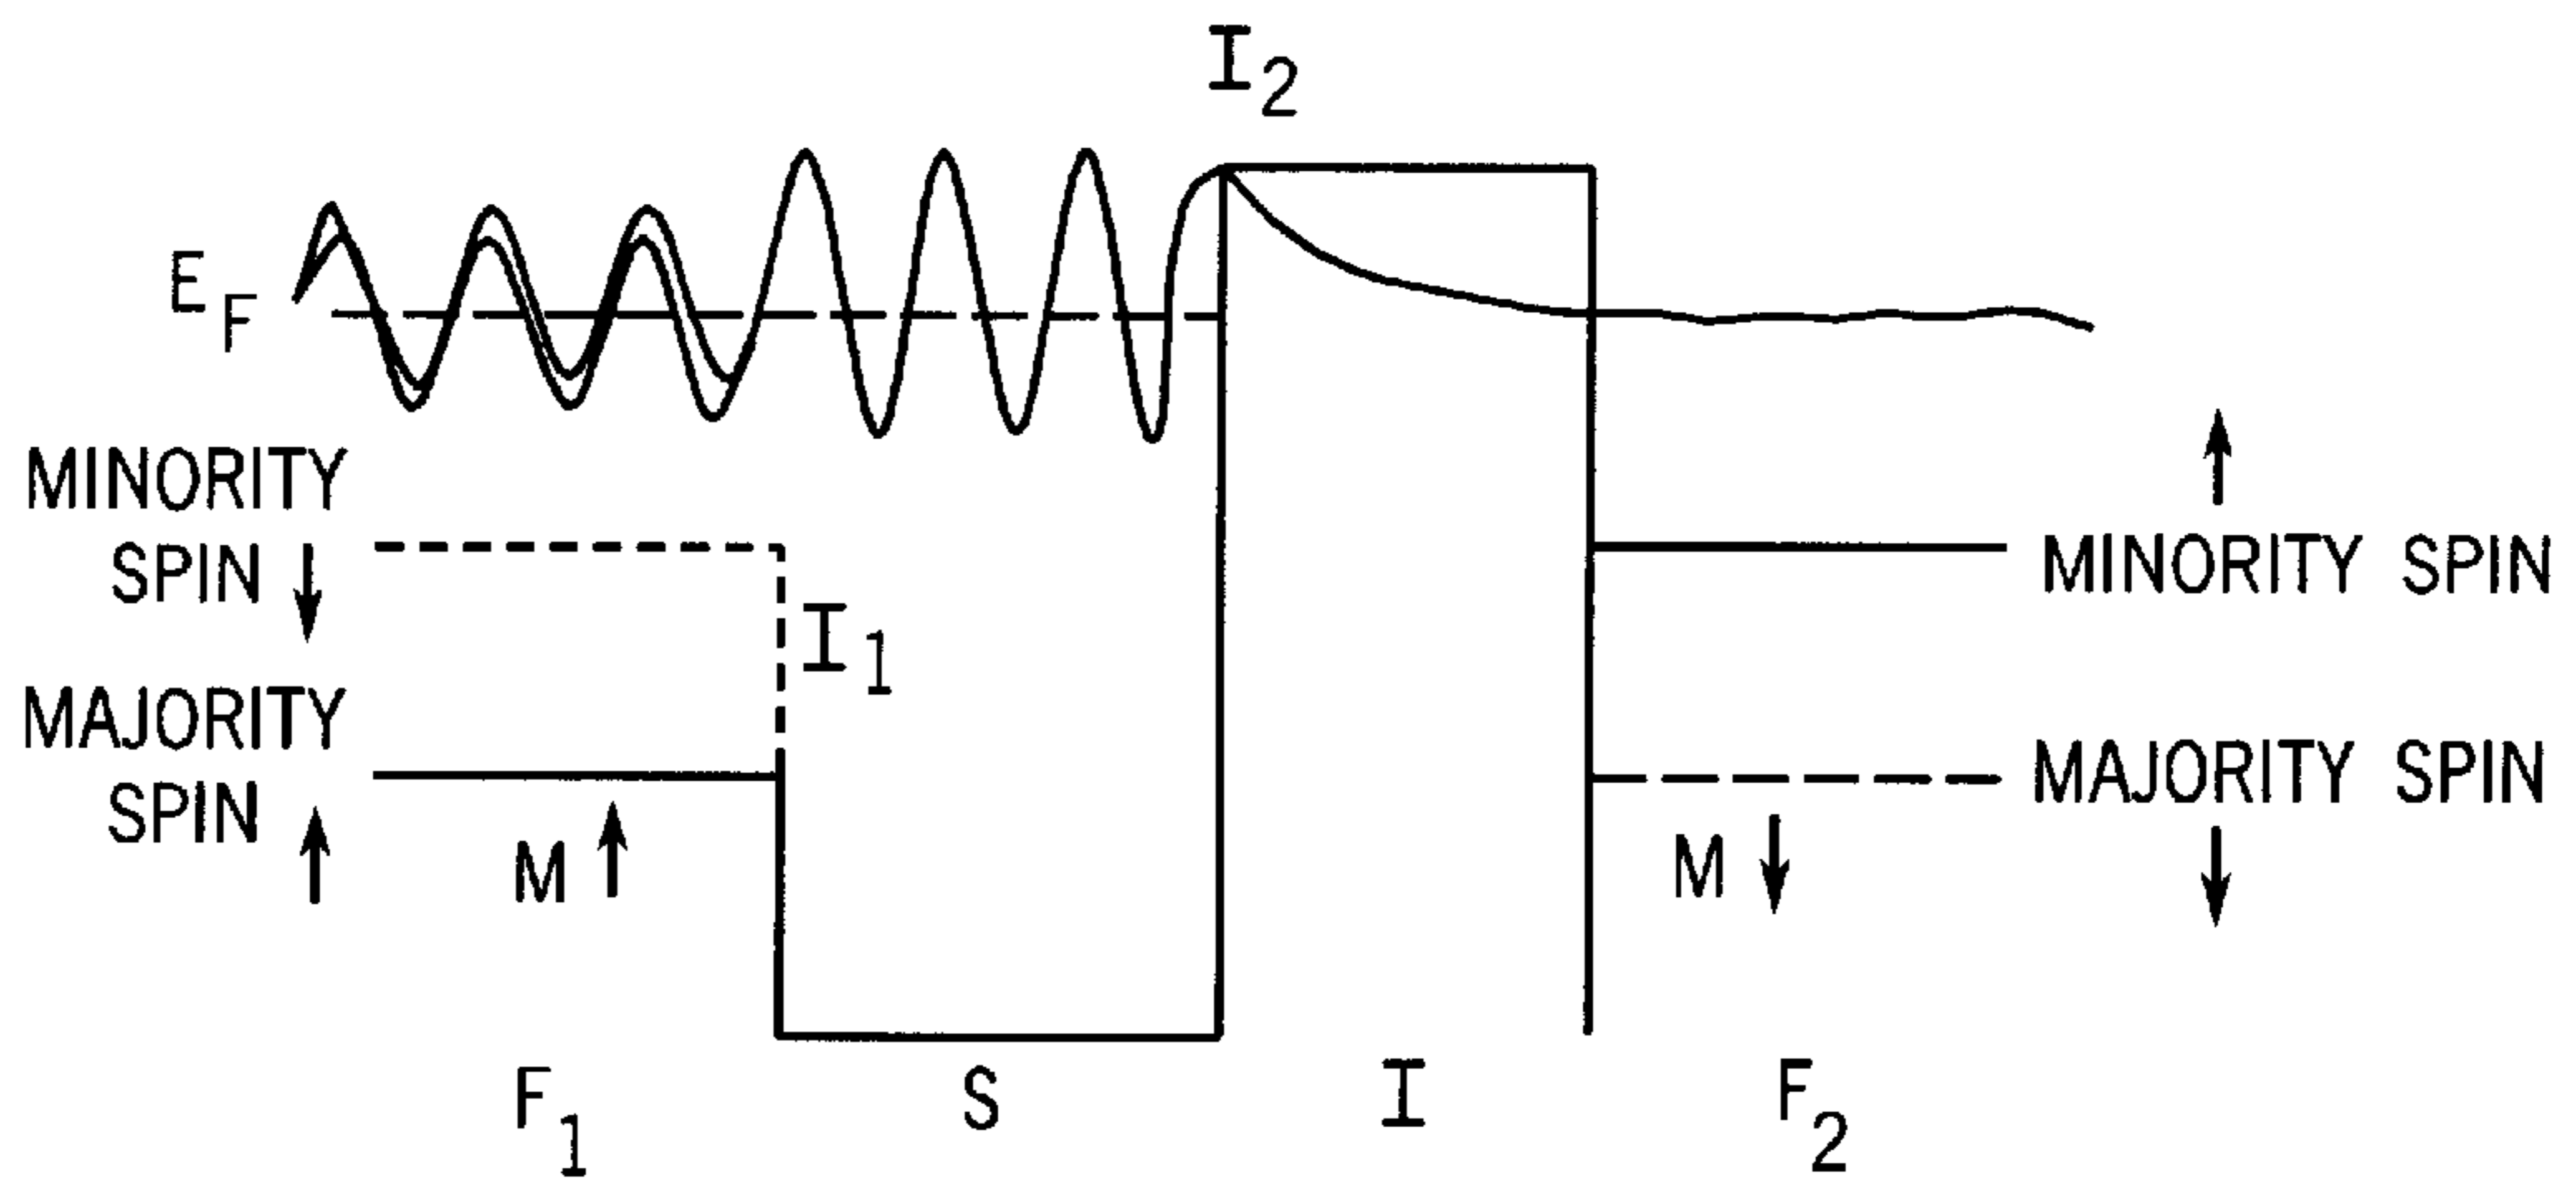 I2
EF
MINORITY
SPIN
I1
MINORITY SPIN
MAJORITY
SPIN
M
M
MAJORITY SPIN
F1
S
I
F2